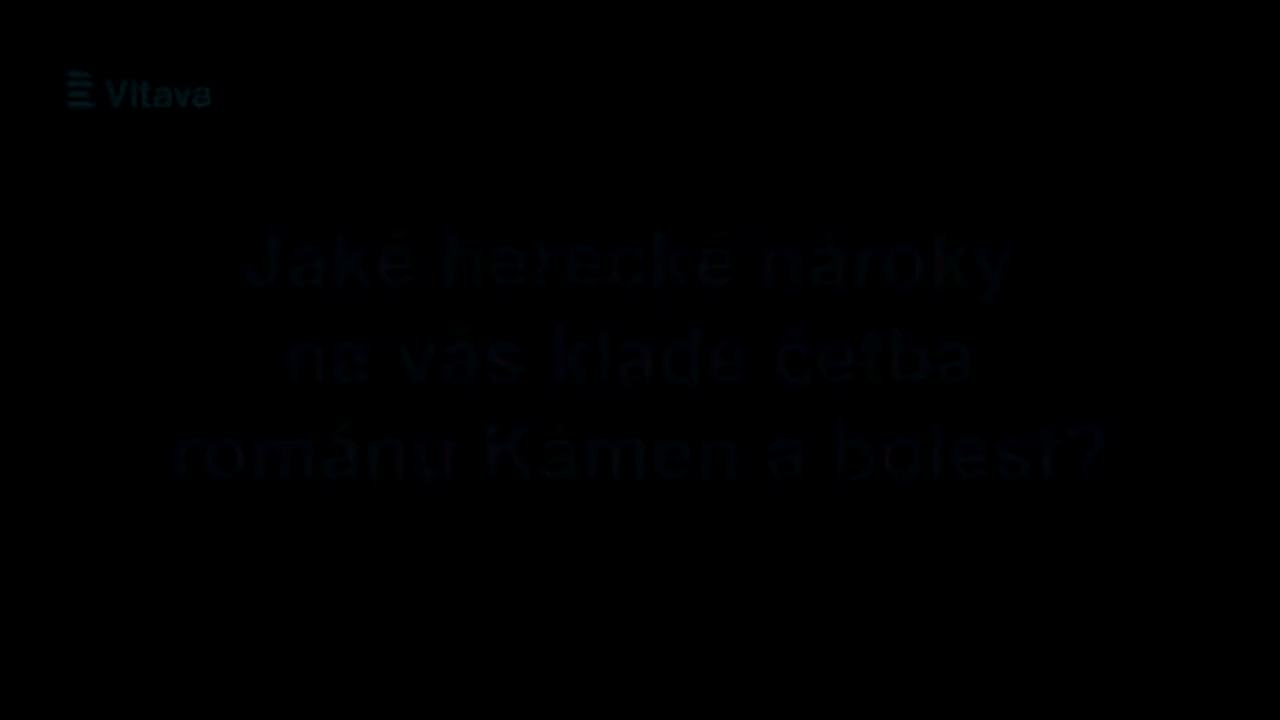 Vltava
Jaké herecké nároky
na vás klade četba
románu Kámen a bolest?